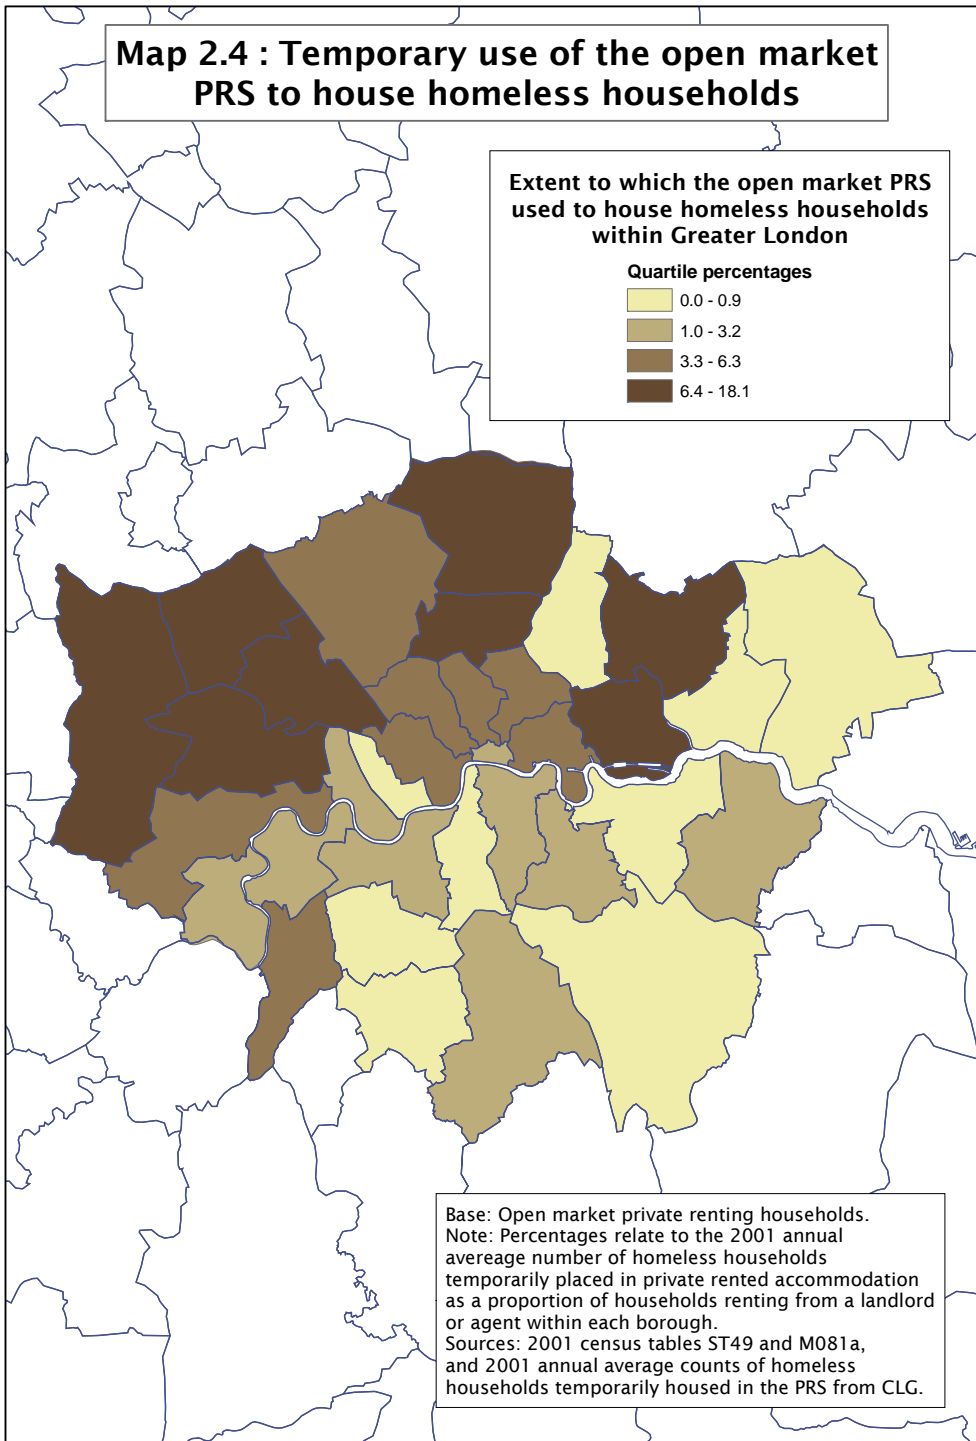 Map 2.4 : Temporary use of the open market
PRS to house homeless households
Extent to which the open market PRS
used to house homeless households
within Greater London
Quartile percentages
0.0 - 0.9
1.0 - 3.2
3.3 - 6.3
6.4 - 18.1
Base: Open market private renting households.
Note: Percentages relate to the 2001 annual
avereage number of homeless households
temporarily placed in private rented accommodation
as a proportion of households renting from a landlord
or agent within each borough.
Sources: 2001 census tables ST49 and M081a,
and 2001 annual average counts of homeless
households temporarily housed in the PRS from CLG.